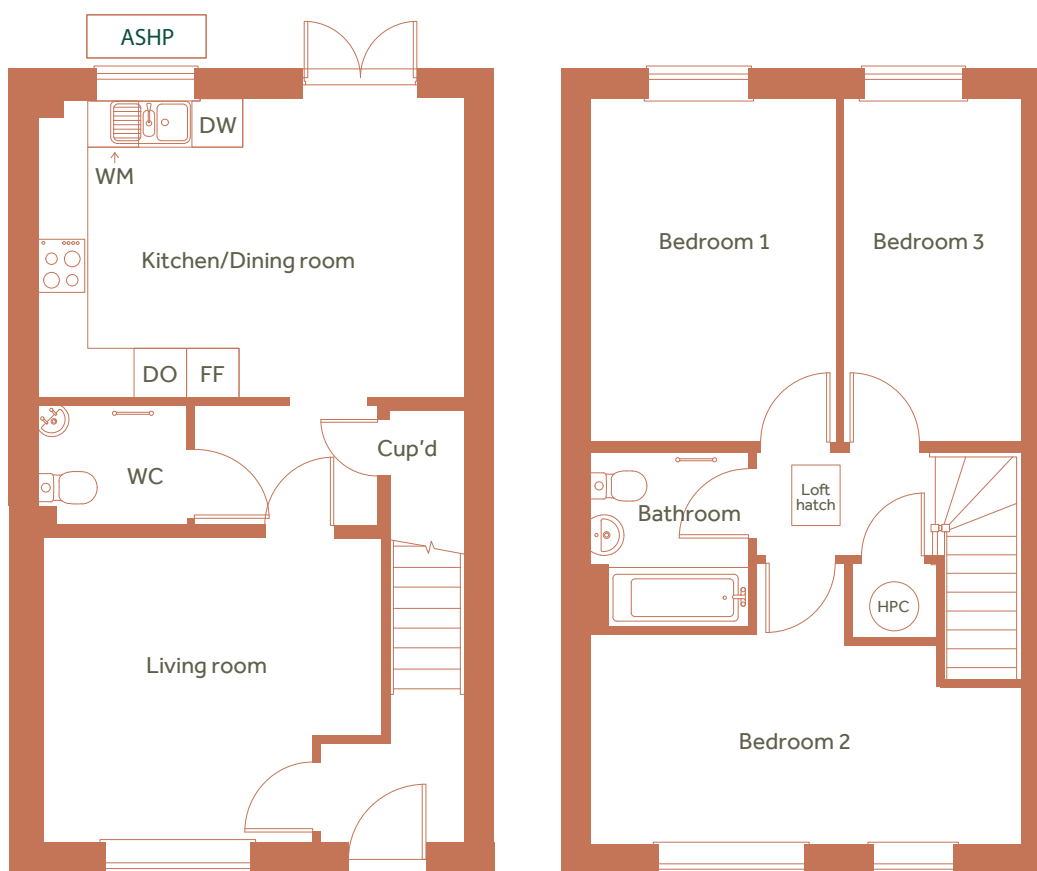 ASHP
DW
WM
Kitchen/Dining room
DO
FF
Cup'd
WC
Living room
Bedroom 1
Bedroom 3
Loft
hatch
Bathroom
HPC
Bedroom 2